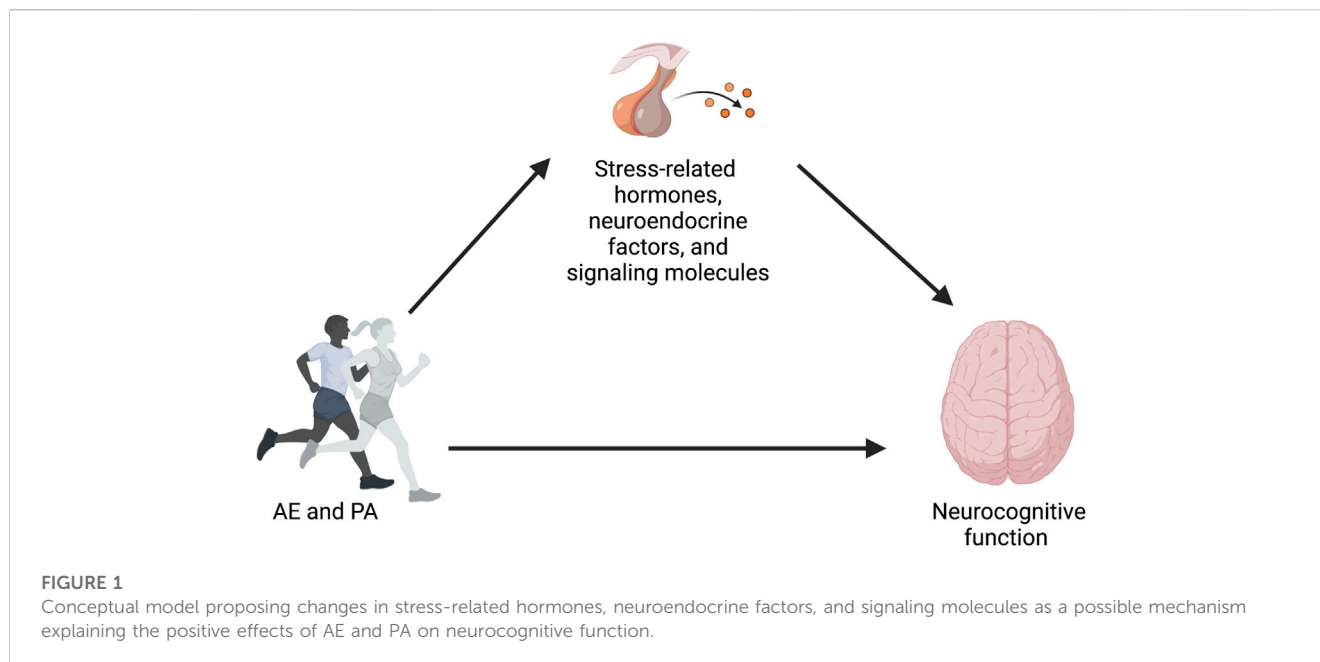 Stress-related
hormones,
neuroendocrine
factors, and
signaling molecules
AE and PA
Neurocognitive
function
FIGURE 1
Conceptual model proposing changes in stress-related hormones, neuroendocrine factors, and signaling molecules as a possible mechanism
explaining the positive effects of AE and PA on neurocognitive function.